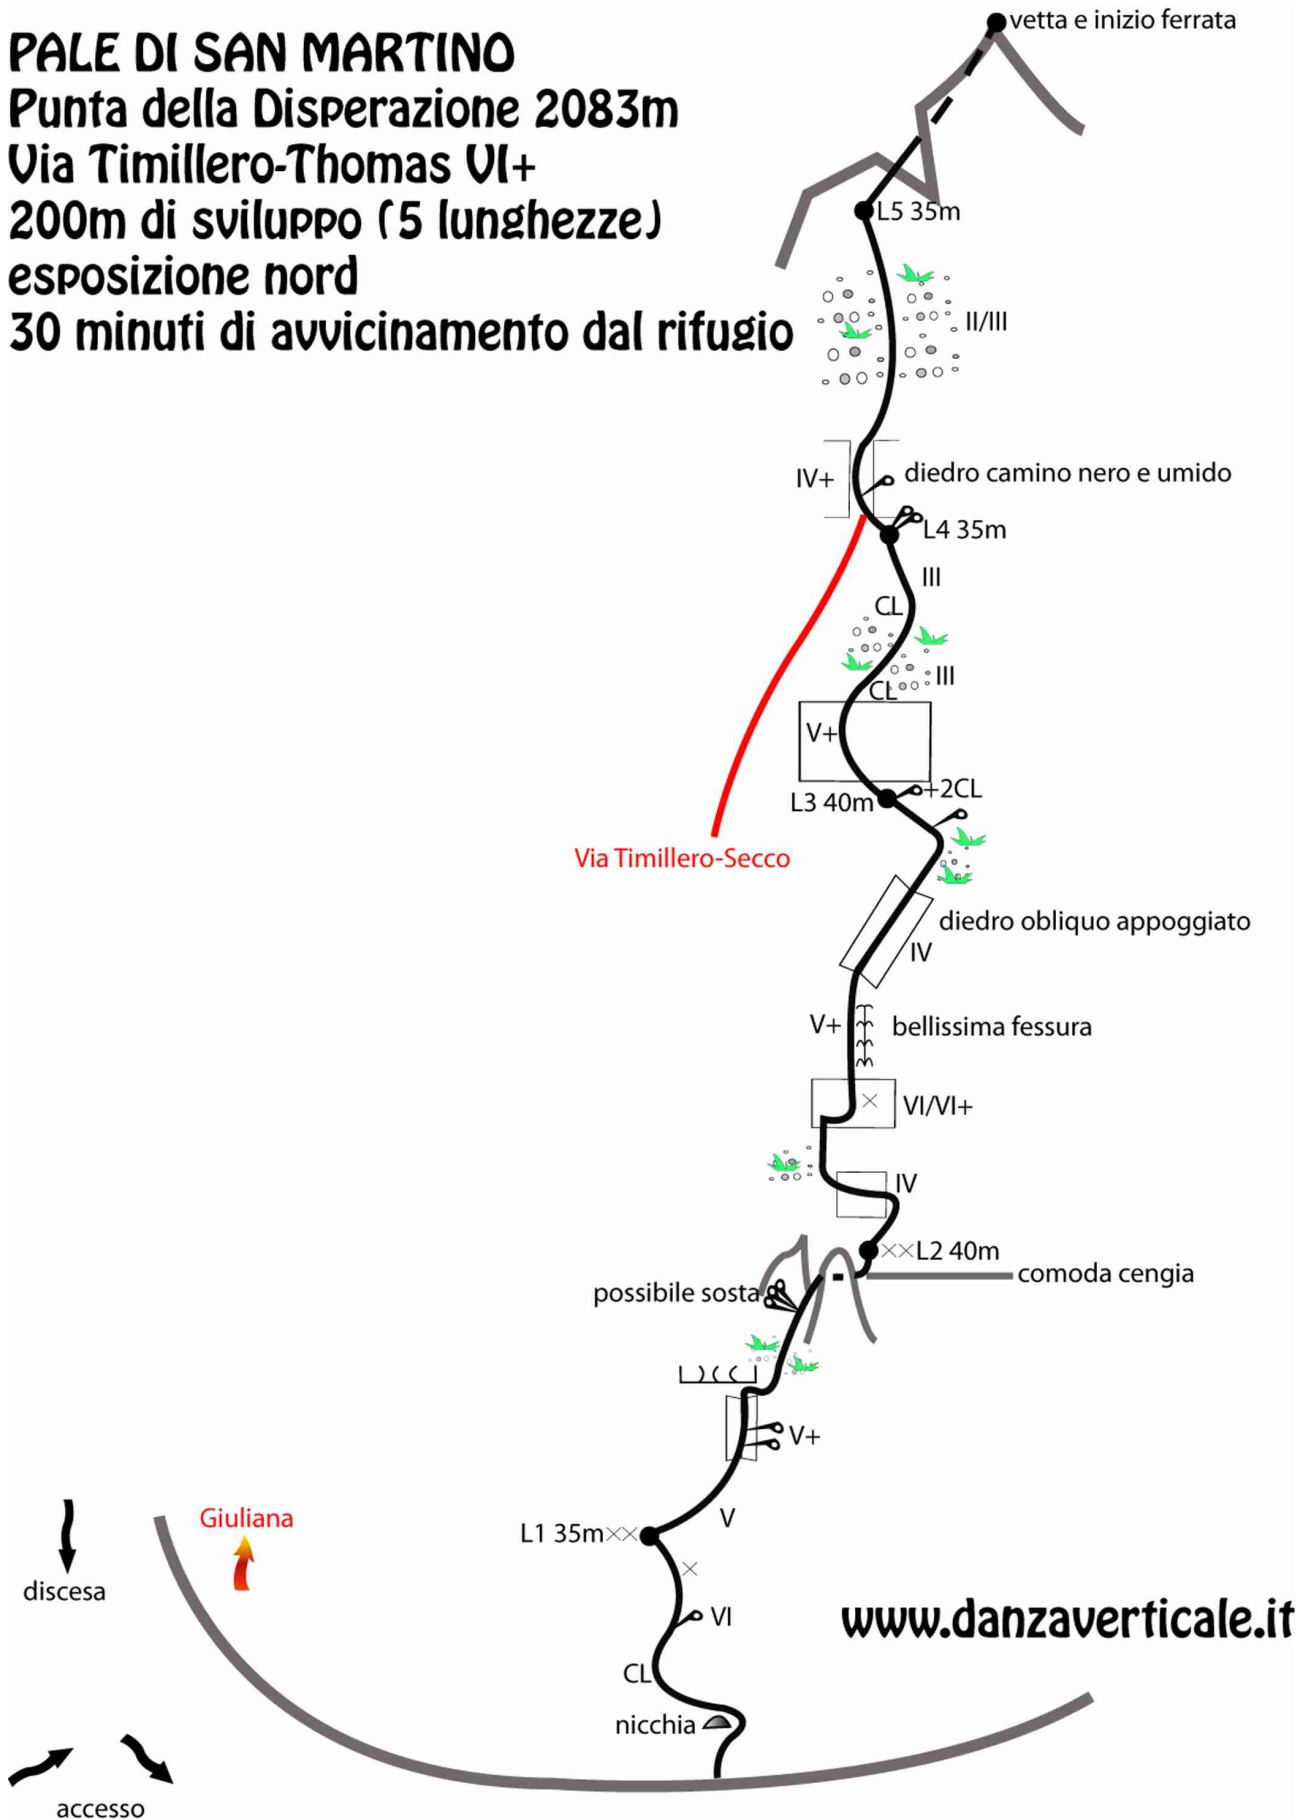 PALE DI SAN MARTINO
Punta della Disperazione 2083m
Via Timillero-Thomas VI+
200m di sviluppo (5 lunghezze)
esposizione nord
30 minuti di avvicinamento dal rifugio
vetta e inizio ferrata
L5 35m
II/III
IV+
diedro camino nero e umido
L4 35m
III
CL
III
CL
V+
+2CL
L3 40m
Via Timillero-Secco
diedro obliquo appoggiato
IV
V+
bellissima fessura
VI/VI+
IV
L2 40m
comoda cengia
possibile sosta
V+
V
Giuliana
L1 35m
discesa
VI
www.danzaverticale.it
CL
nicchia
accesso